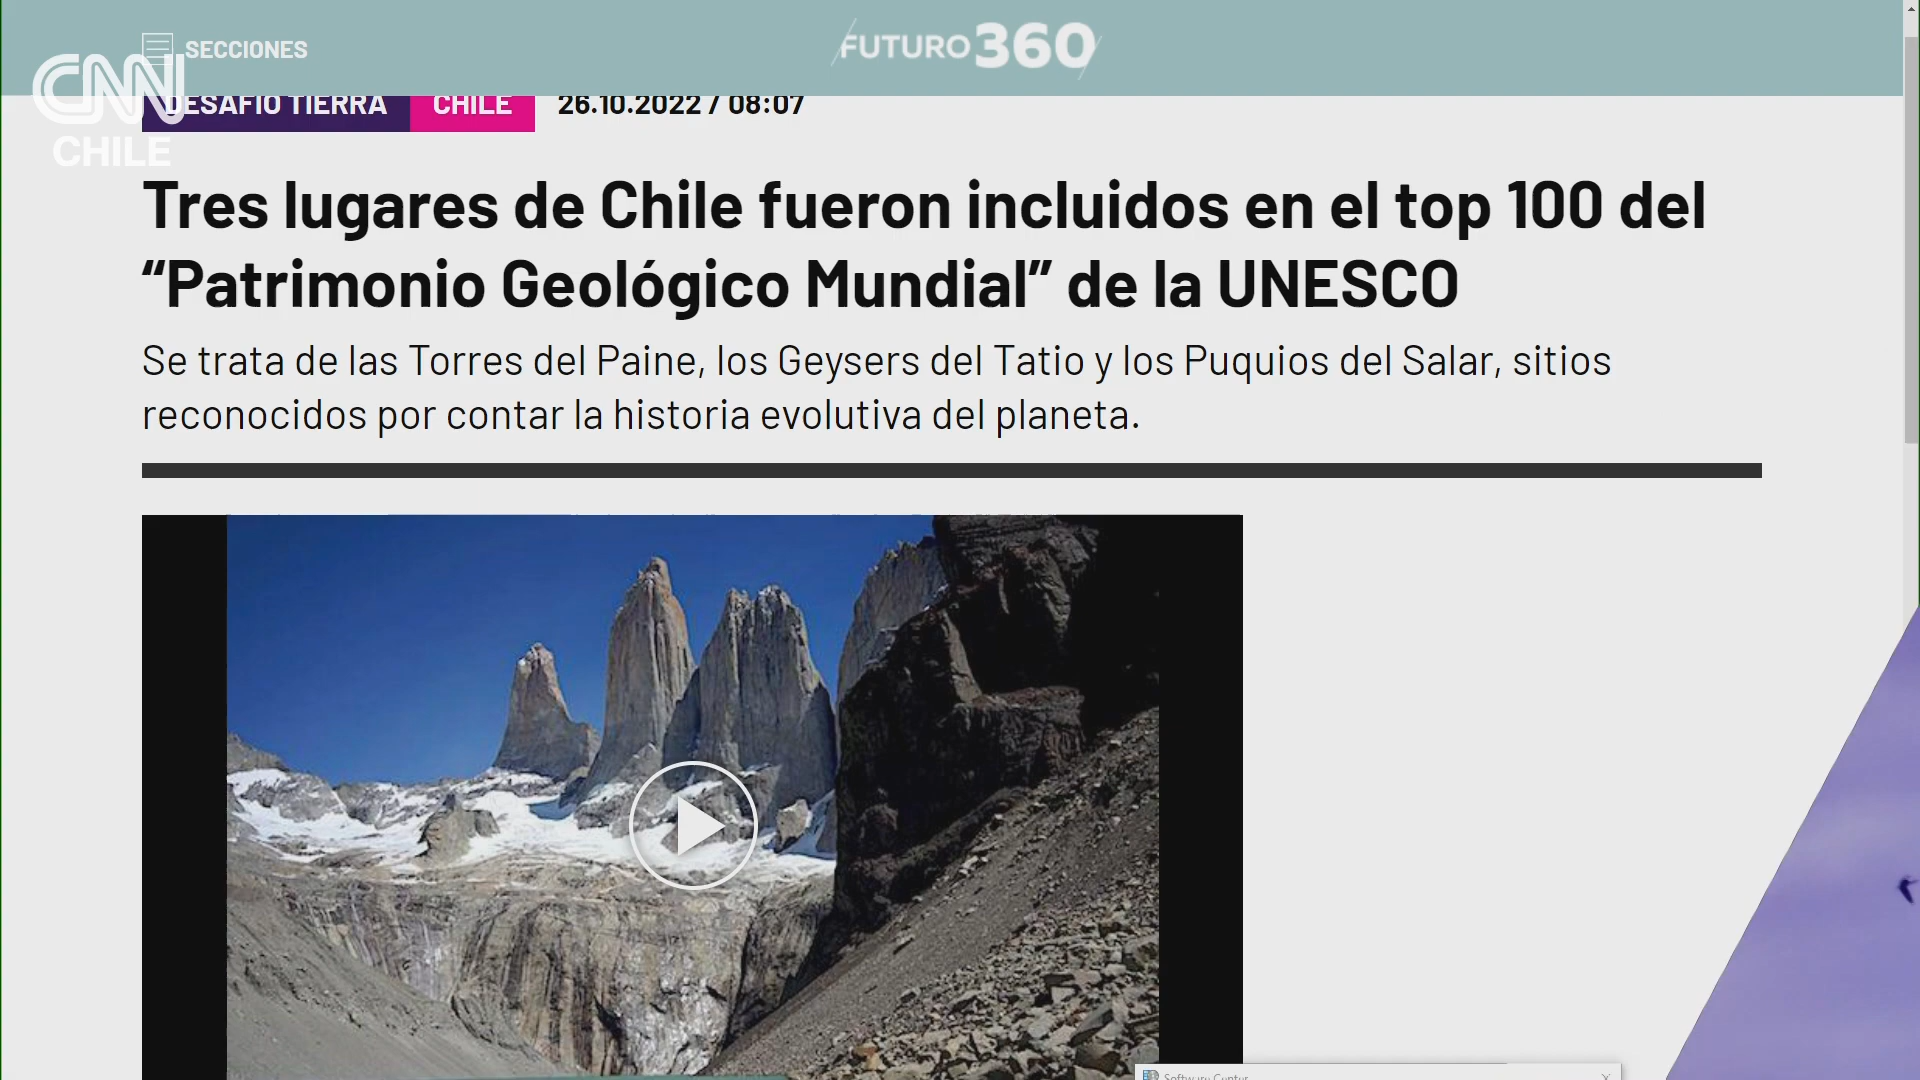 SECCIONES
FUTURO360
CNN
CHILE
DESAFÍO TIERRA
CHILE
26.10.2022 / 08:07
Tres lugares de Chile fueron incluidos en el top 100 del
“Patrimonio Geológico Mundial” de la UNESCO
Se trata de las Torres del Paine, los Geysers del Tatio y los Puquios del Salar, sitios
reconocidos por contar la historia evolutiva del planeta.
Software Center